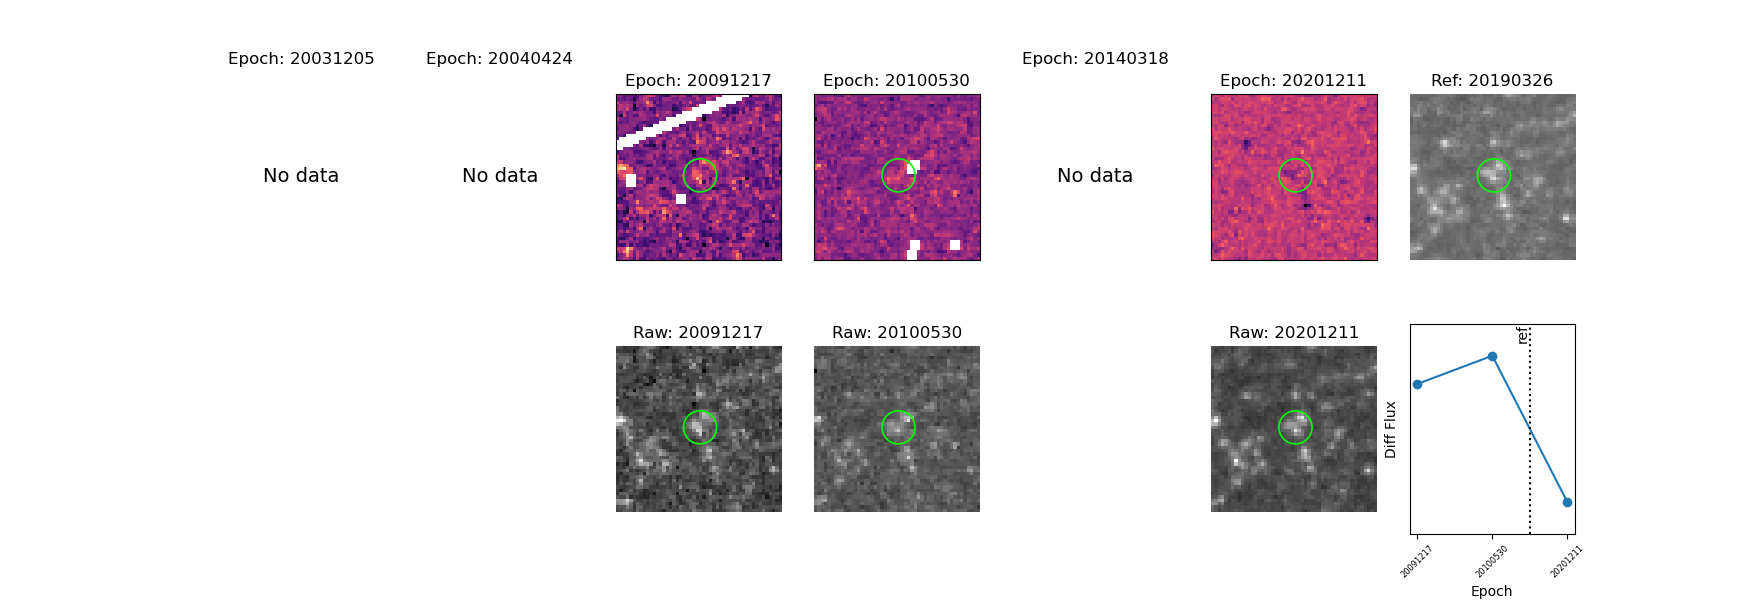 Epoch: 20031205
Epoch: 20040424
Epoch: 20091217
Epoch: 20100530
Epoch: 20140318
Epoch: 20201211
Ref: 20190326
No data
No data
No data
Raw: 20091217
Raw: 20100530
Raw: 20201211
ref
Diff Flux
20091217
20100530
20201211
Epoch